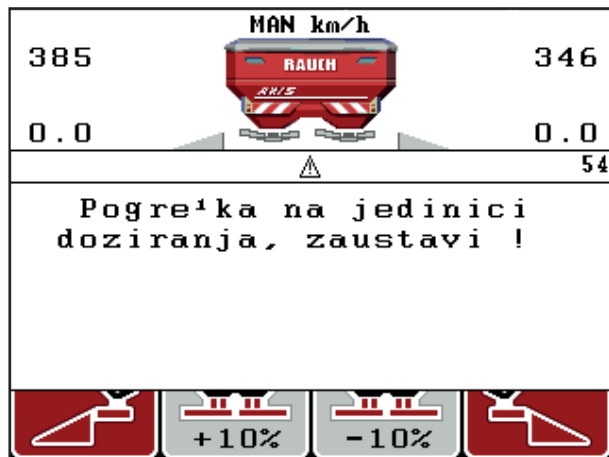 MAN km/h
385
RAUCH
346
AXIS
0.0
0.0
54
Pogre¹ka na jedinici
doziranja, zaustavi !
+10%
-10%